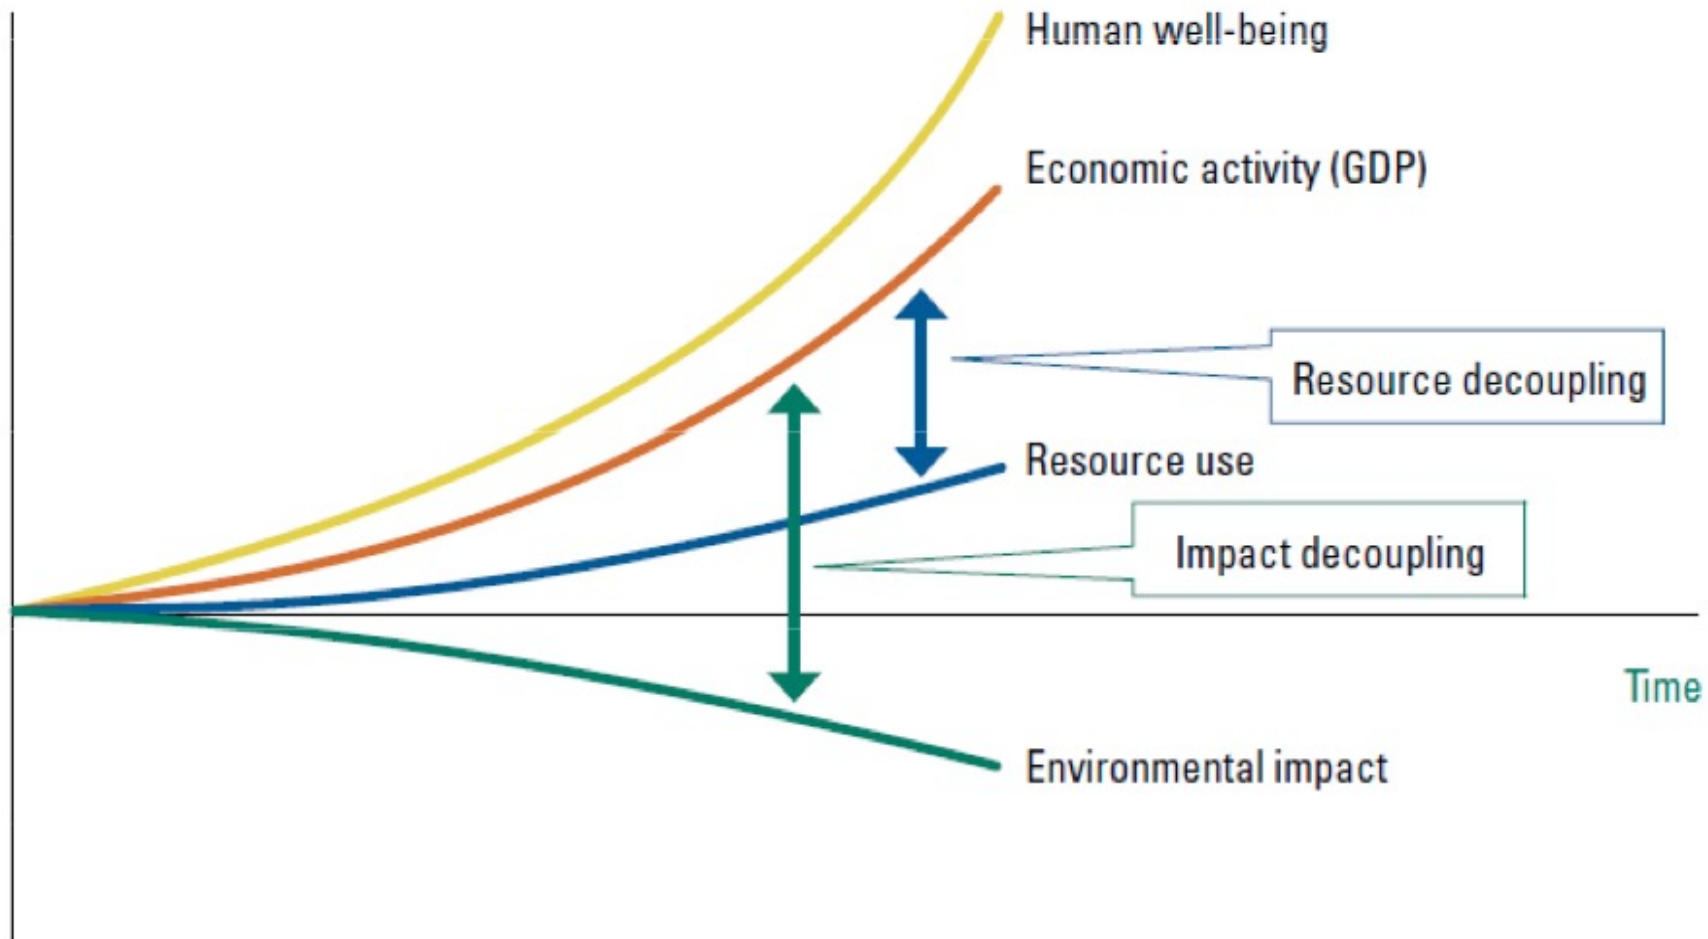 Human well-being
Economic activity (GDP)
Resource decoupling
Resource use
Impact decoupling
Time
Environmental impact